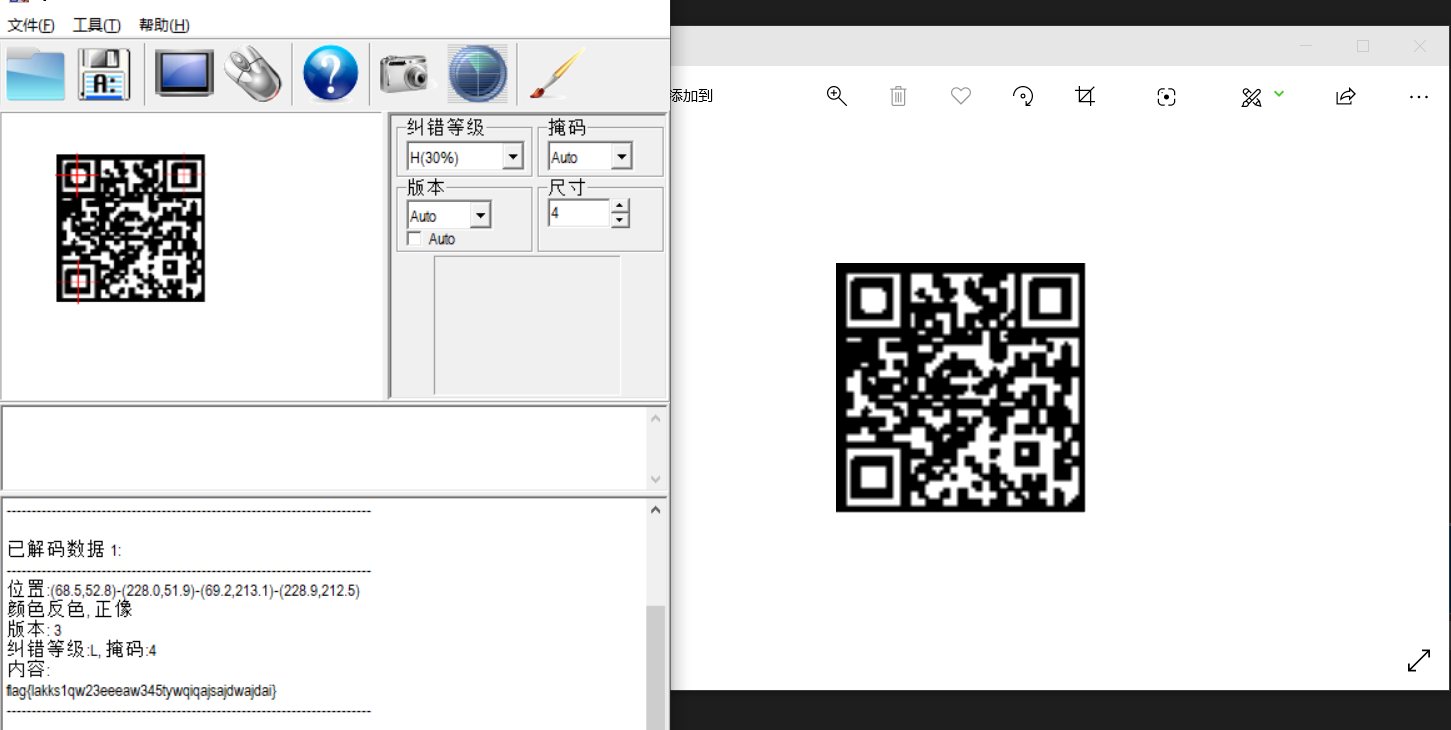 文件(F) 工具(T) 帮助(H)
A:
添加到
纠错等级
掩码
H(30%)
Auto
版本
尺寸
Auto
4
Auto
已解码数据 1:
位置:(68.5,52.8)-(228.0,51.9)-(69.2,213.1)-(228.9,212.5)
颜色反色, 正像
版本: 3
纠错等级:L, 掩码:4
内容:
flag{lakks1qw23eeeaw345tywqiqajsajdwajdai}